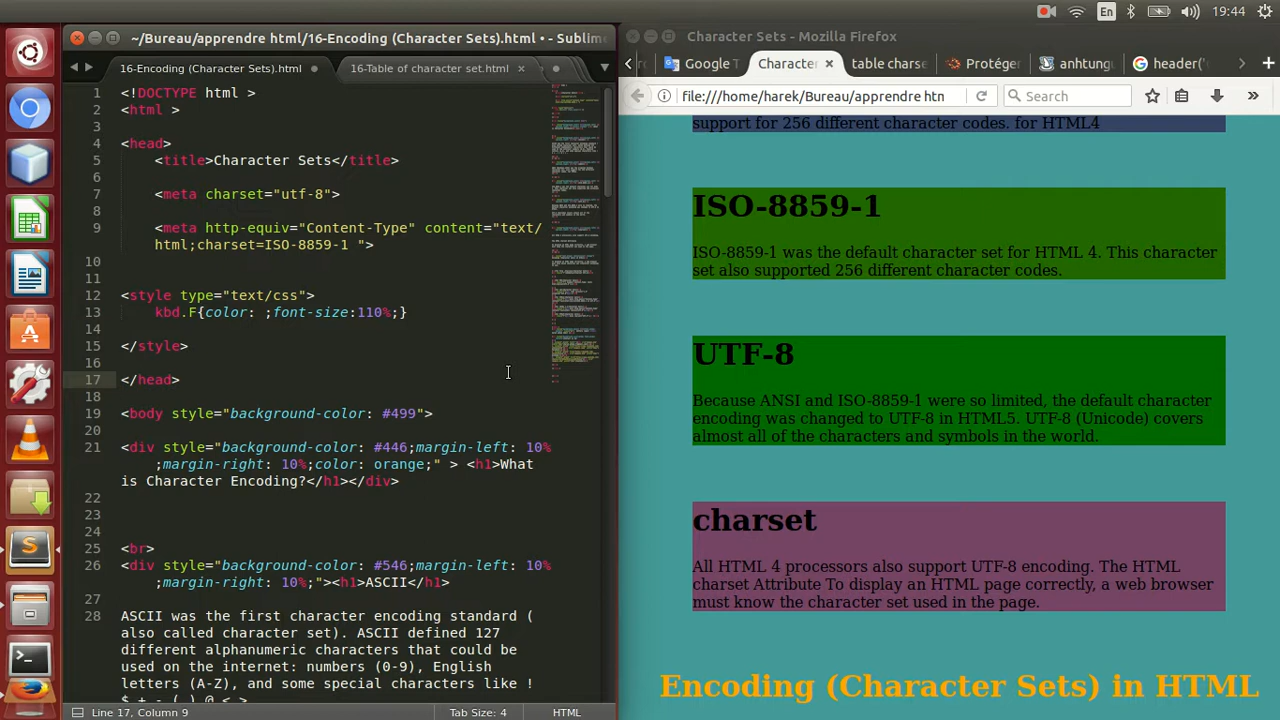 En
19:44
~/Bureau/apprendre html/16-Encoding (Character Sets).html • - Sublime
16-Encoding (Character Sets).html
16-Table of character set.html
1 <!DOCTYPE html >
2 <html >
3
4 <head>
5 <title>Character Sets</title>
6
7 <meta charset="utf-8">
8
9 <meta http-equiv="Content-Type" content="text/
html;charset=ISO-8859-1 ">
10
11
12 <style type="text/css">
13 kbd.F{color: ;font-size:110%;}
14
15 </style>
16
17 </head>
18
19 <body style="background-color: #499">
20
21 <div style="background-color: #446;margin-left: 10%
;margin-right: 10%;color: orange;" > <h1>What
is Character Encoding?</h1></div>
22
23
24
25 <br>
26 <div style="background-color: #546;margin-left: 10%
;margin-right: 10%;"><h1>ASCII</h1>
27
28 ASCII was the first character encoding standard (
also called character set). ASCII defined 127
different alphanumeric characters that could be
used on the internet: numbers (0-9), English
letters (A-Z), and some special characters like !
$ + - ( ) @ < >
Line 17, Column 9
Tab Size: 4
HTML
Character Sets - Mozilla Firefox
Google T
Character
table charse
Protéger
anhtung
header('
file:///home/harek/Bureau/apprendre htn
Search
support for 256 different character codes. for HTML4
ISO-8859-1
ISO-8859-1 was the default character set for HTML 4. This character
set also supported 256 different character codes.
UTF-8
Because ANSI and ISO-8859-1 were so limited, the default character
encoding was changed to UTF-8 in HTML5. UTF-8 (Unicode) covers
almost all of the characters and symbols in the world.
charset
All HTML 4 processors also support UTF-8 encoding. The HTML
charset Attribute To display an HTML page correctly, a web browser
must know the character set used in the page.
Encoding (Character Sets) in HTML